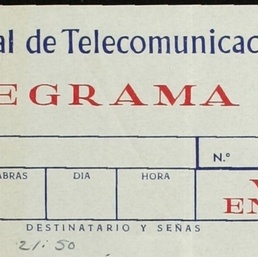 al de Telecomunicac
EGRAMA
N.º
ABRAS DIA HORA
V
EN
DESTINATARIO Y SEÑAS
21:50